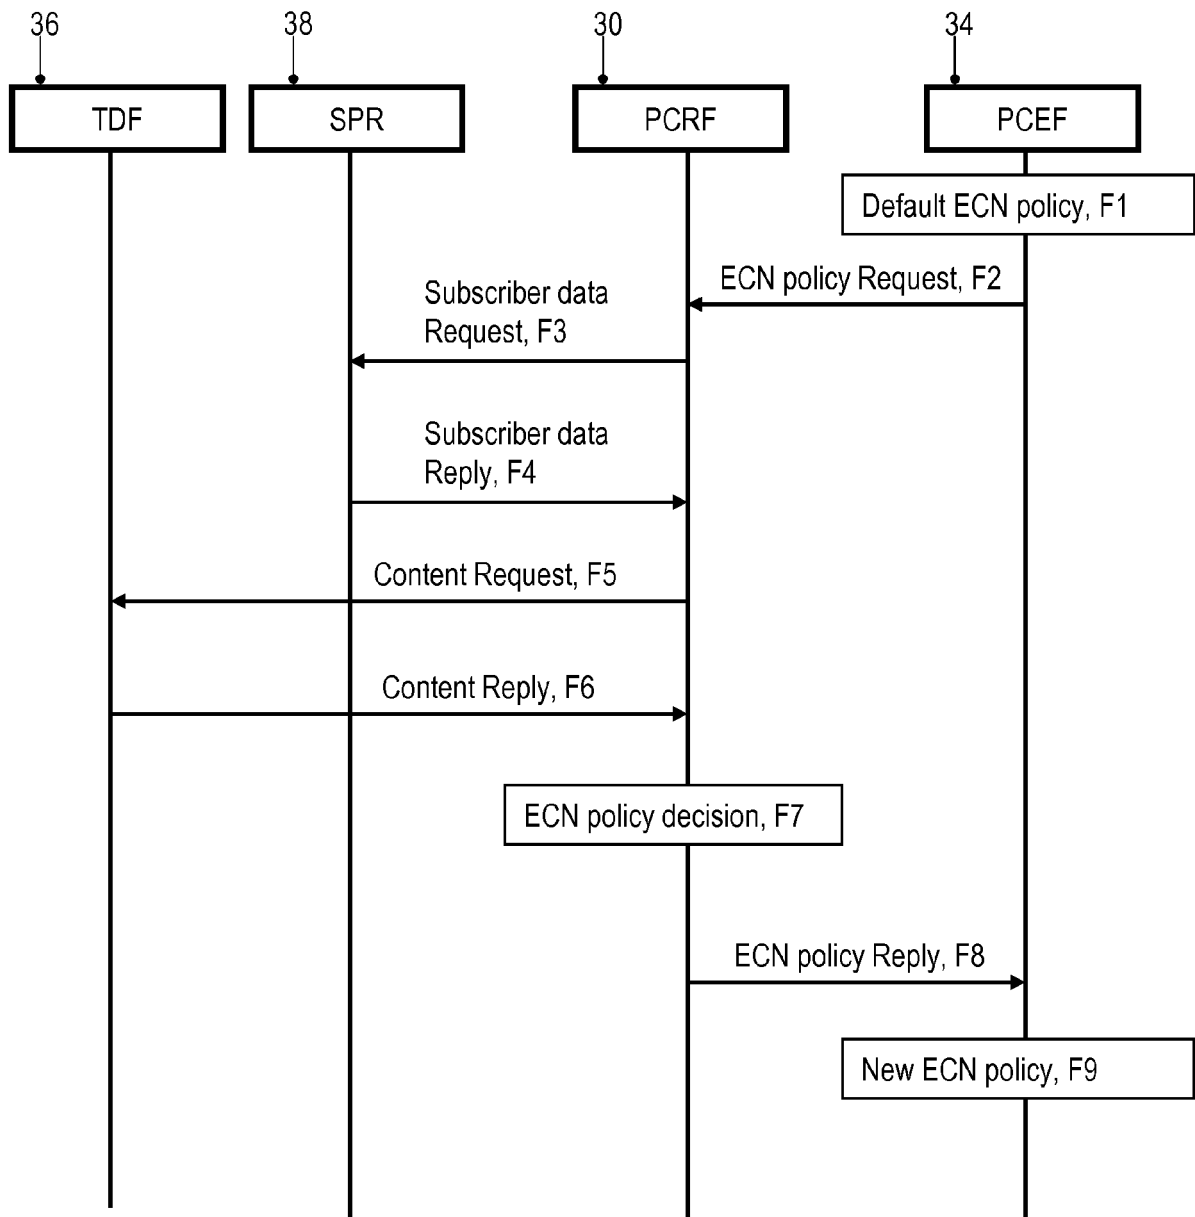 36
38
30
34
TDF
SPR
PCRF
PCEF
Default ECN policy, F1
ECN policy Request, F2
Subscriber data
Request, F3
Subscriber data
Reply, F4
Content Request, F5
Content Reply, F6
ECN policy decision, F7
ECN policy Reply, F8
New ECN policy, F9